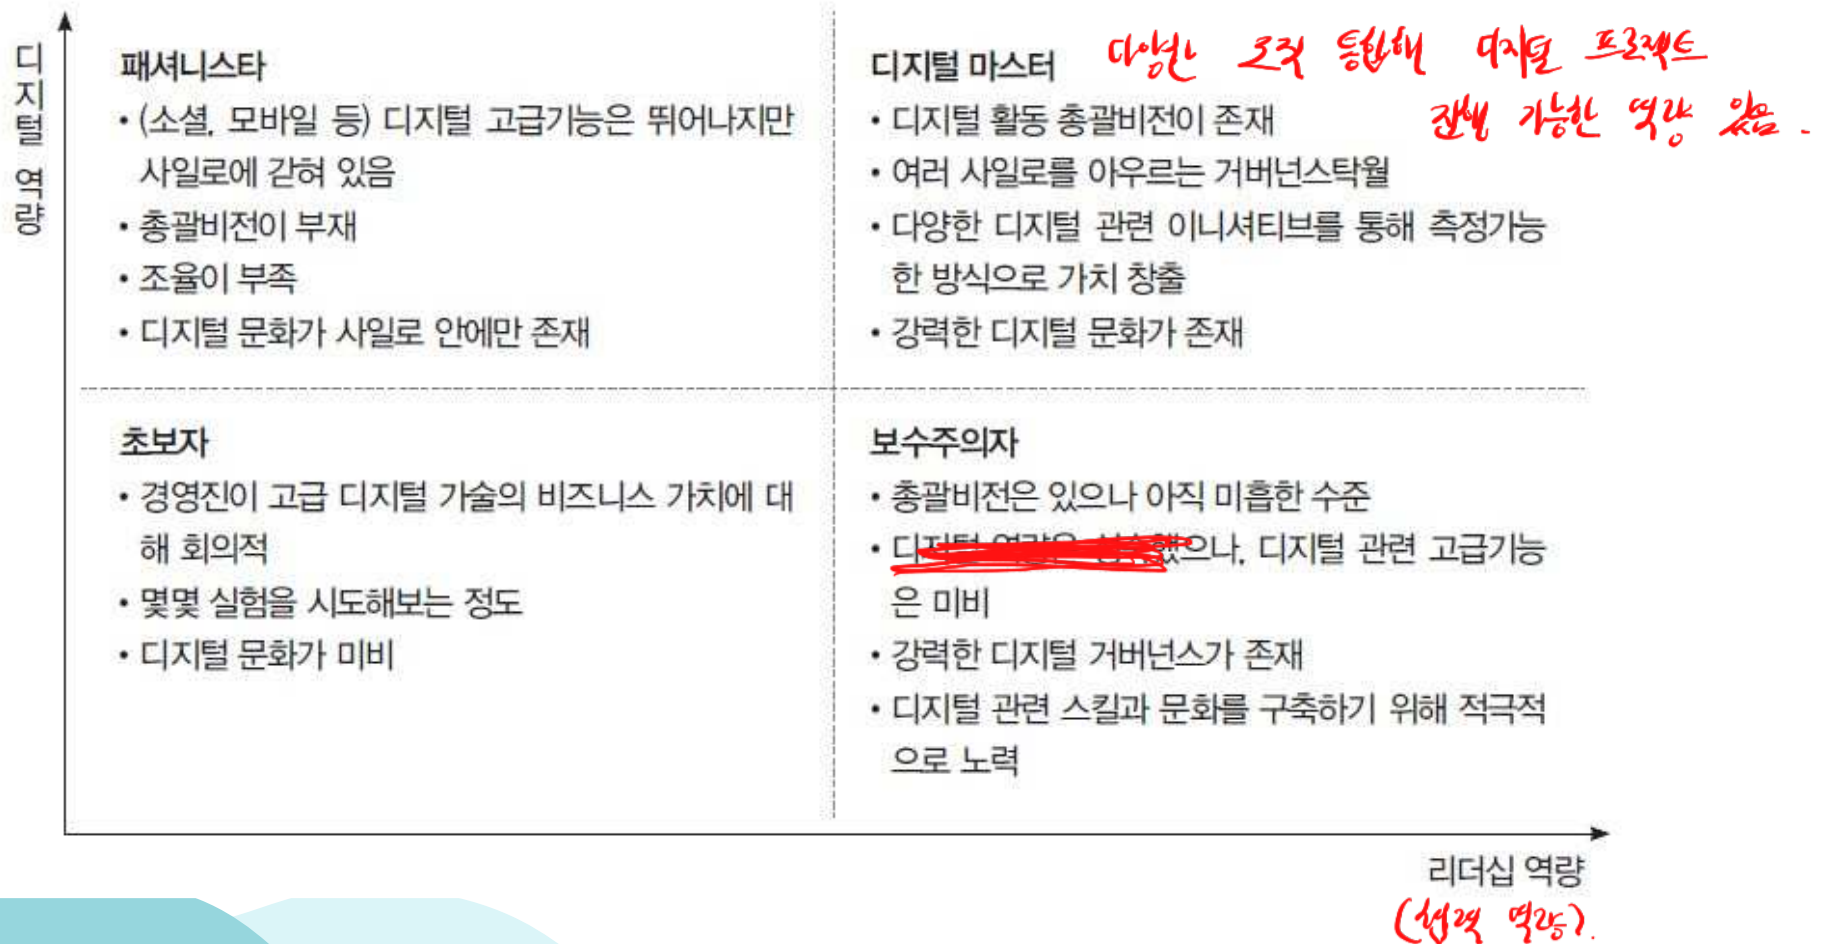 디지털 역량
패셔니스타
• (소셜, 모바일 등) 디지털 고급기능은 뛰어나지만
사일로에 갇혀 있음
• 총괄비전이 부재
• 조율이 부족
• 디지털 문화가 사일로 안에만 존재
디지털 마스터
다양한 조직 통합해 디지털 프로젝트
진행 가능한 역량 있음.
• 디지털 활동 총괄비전이 존재
• 여러 사일로를 아우르는 거버넌스탁월
• 다양한 디지털 관련 이니셔티브를 통해 측정가능
한 방식으로 가치 창출
• 강력한 디지털 문화가 존재
초보자
• 경영진이 고급 디지털 가술의 비즈니스 가치에 대
해 회의적
• 몇몇 실험을 시도해보는 정도
• 디지털 문화가 미비
보수주의자
• 총괄비전은 있으나 아직 미흡한 수준
• 디지털 했으나, 디지털 관련 고급기능
은 미비
• 강력한 디지털 거버넌스가 존재
• 디지털 관련 스킬과 문화를 구축하기 위해 적극적
으로 노력
리더십 역량
(협력 역량).